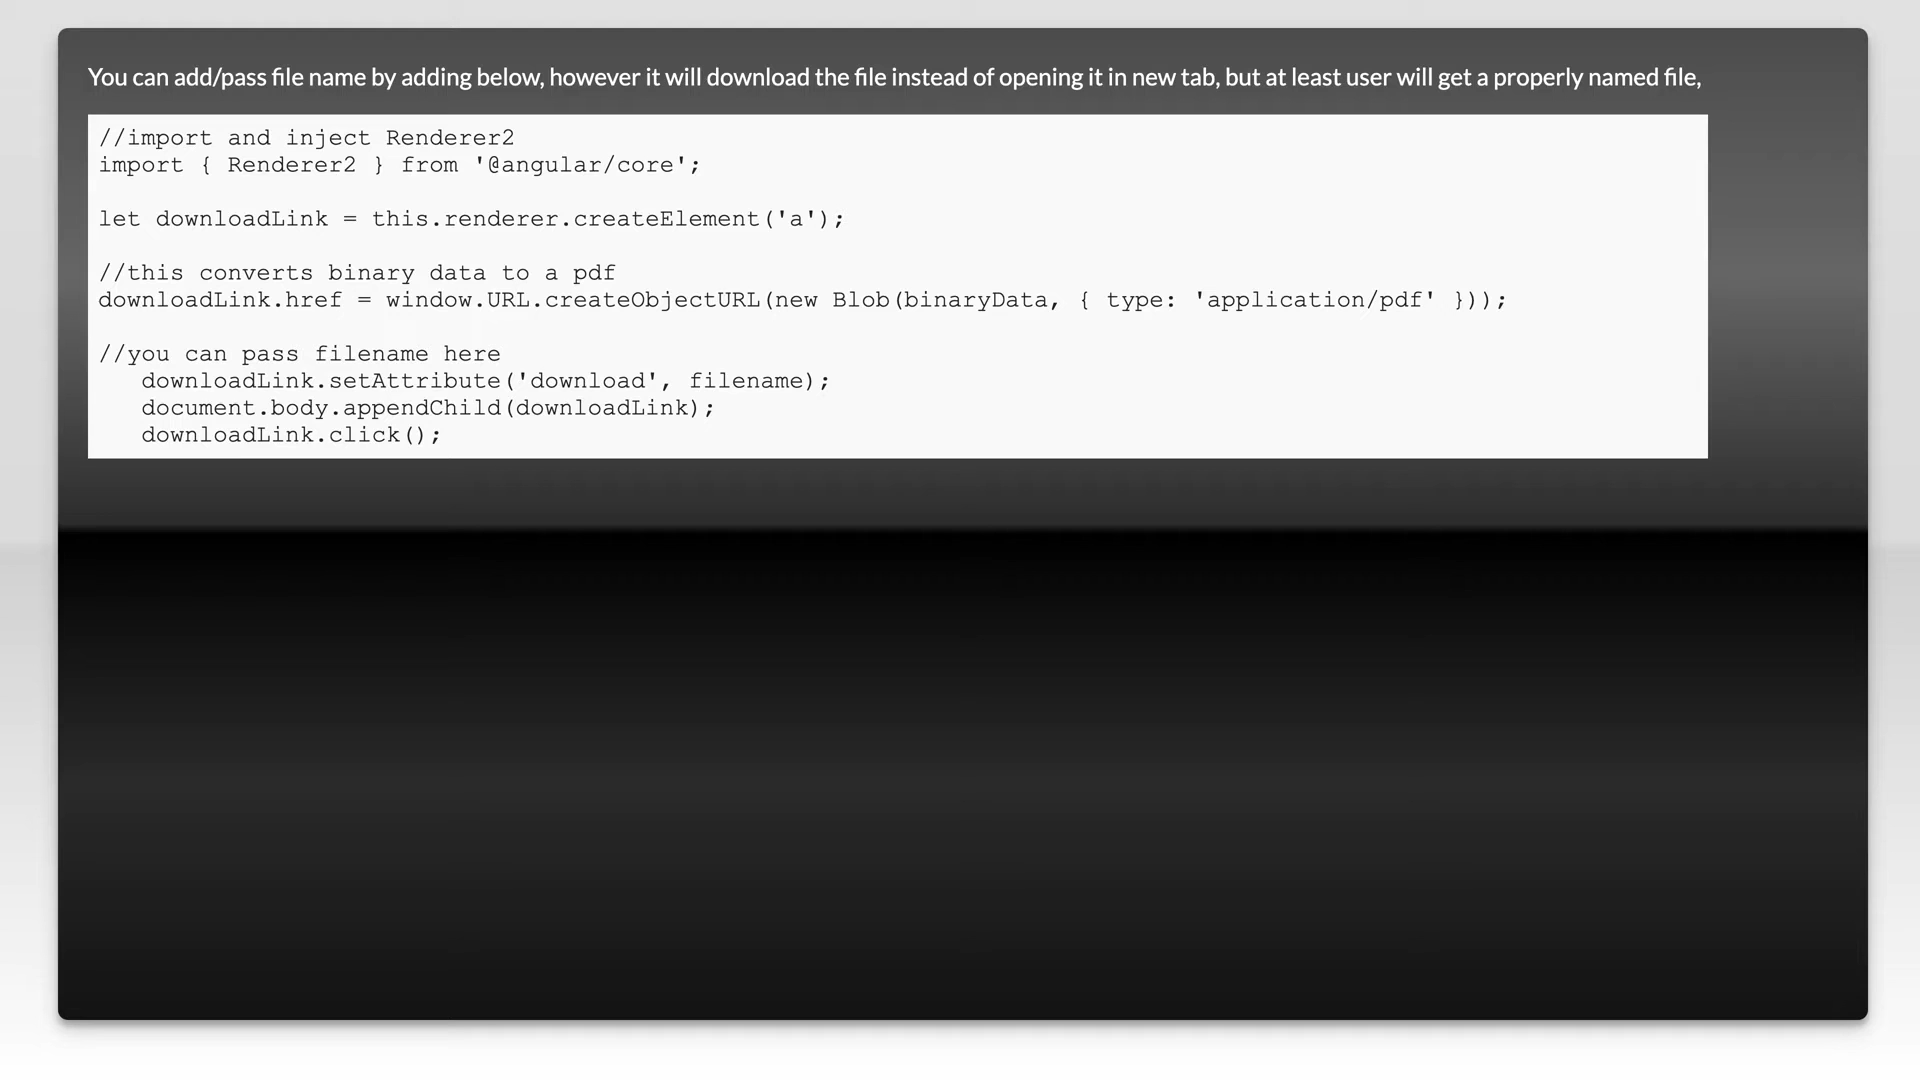 You can add/pass file name by adding below, however it will download the file instead of opening it in new tab, but at least user will get a properly named file,
//import and inject Renderer2
import { Renderer2 } from '@angular/core';
let downloadLink = this.renderer.createElement('a');
//this converts binary data to a pdf
downloadLink.href = window.URL.createObjectURL(new Blob(binaryData, { type: 'application/pdf' }));
//you can pass filename here
downloadLink.setAttribute('download', filename);
document.body.appendChild(downloadLink);
downloadLink.click();